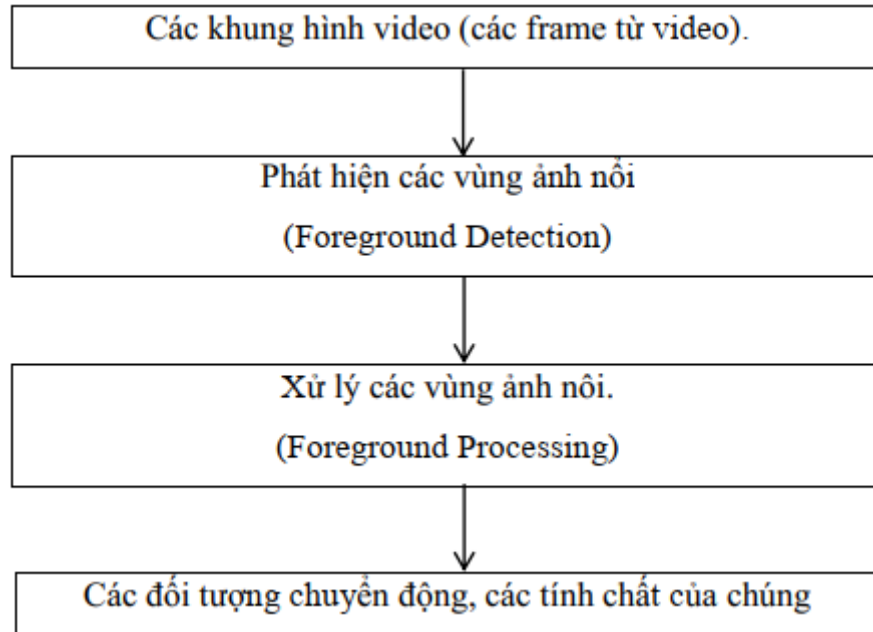 Các khung hình video (các frame từ video).
Phát hiện các vùng ảnh nổi
(Foreground Detection)
Xử lý các vùng ảnh nôi.
(Foreground Processing)
Các đối tượng chuyển động, các tính chất của chúng